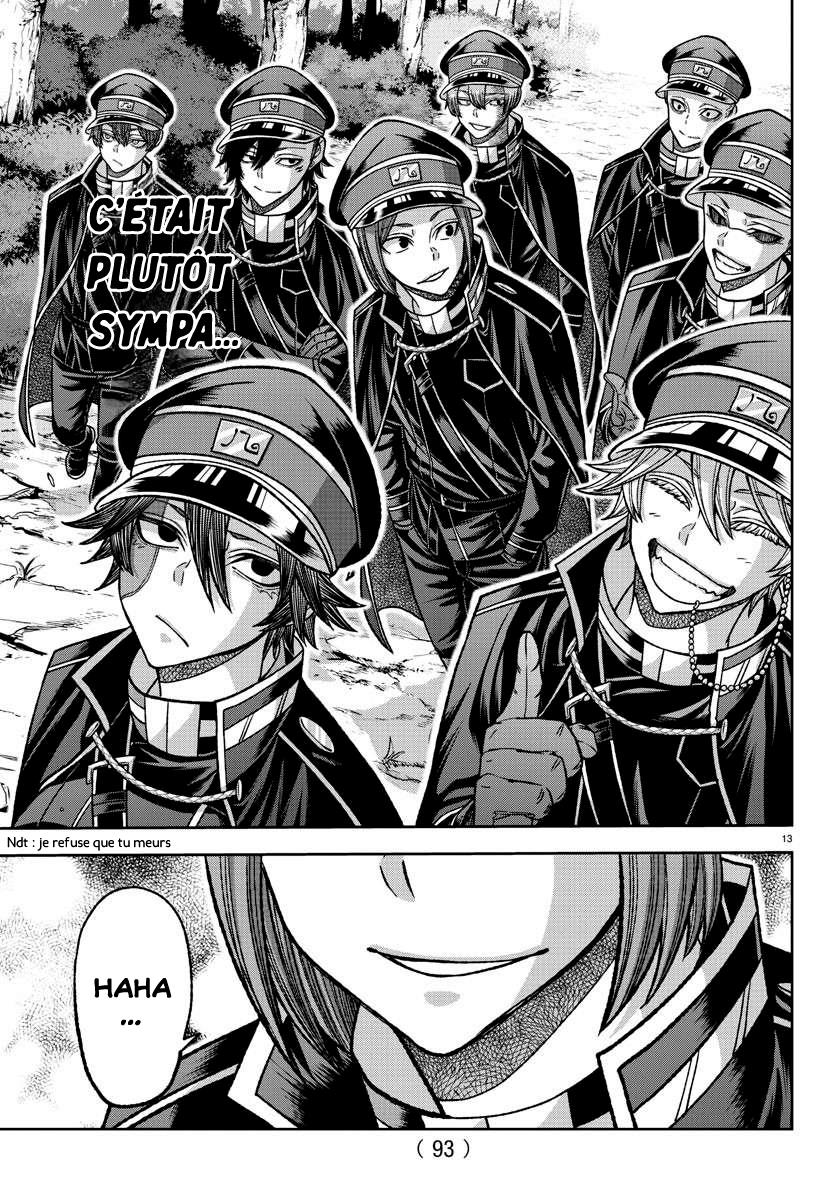 C'ÉTAIT
PLUTÔT
SYMPA...
Ndt : je refuse que tu meurs
13
HAHA
...
( 93 )